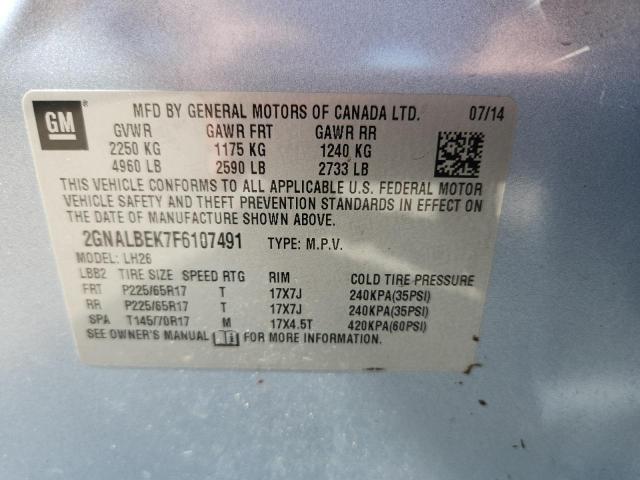 GM ® MFD BY GENERAL MOTORS OF CANADA LTD. 07/14
GVWR GAWR FRT GAWR RR
2250 KG 1175 KG 1240 KG
4960 LB 2590 LB 2733 LB
THIS VEHICLE CONFORMS TO ALL APPLICABLE U.S. FEDERAL MOTOR
VEHICLE SAFETY AND THEFT PREVENTION STANDARDS IN EFFECT ON
THE DATE OF MANUFACTURE SHOWN ABOVE.
2GNALBEK7F6107491 TYPE: M.P.V.
MODEL: LH26
LBB2 TIRE SIZE SPEED RTG RIM COLD TIRE PRESSURE
FRT P225/65R17 T 17X7J 240KPA(35PSI)
RR P225/65R17 T 17X7J 240KPA(35PSI)
SPA T145/70R17 M 17X4.5T 420KPA(60PSI)
SEE OWNER'S MANUAL FOR MORE INFORMATION.